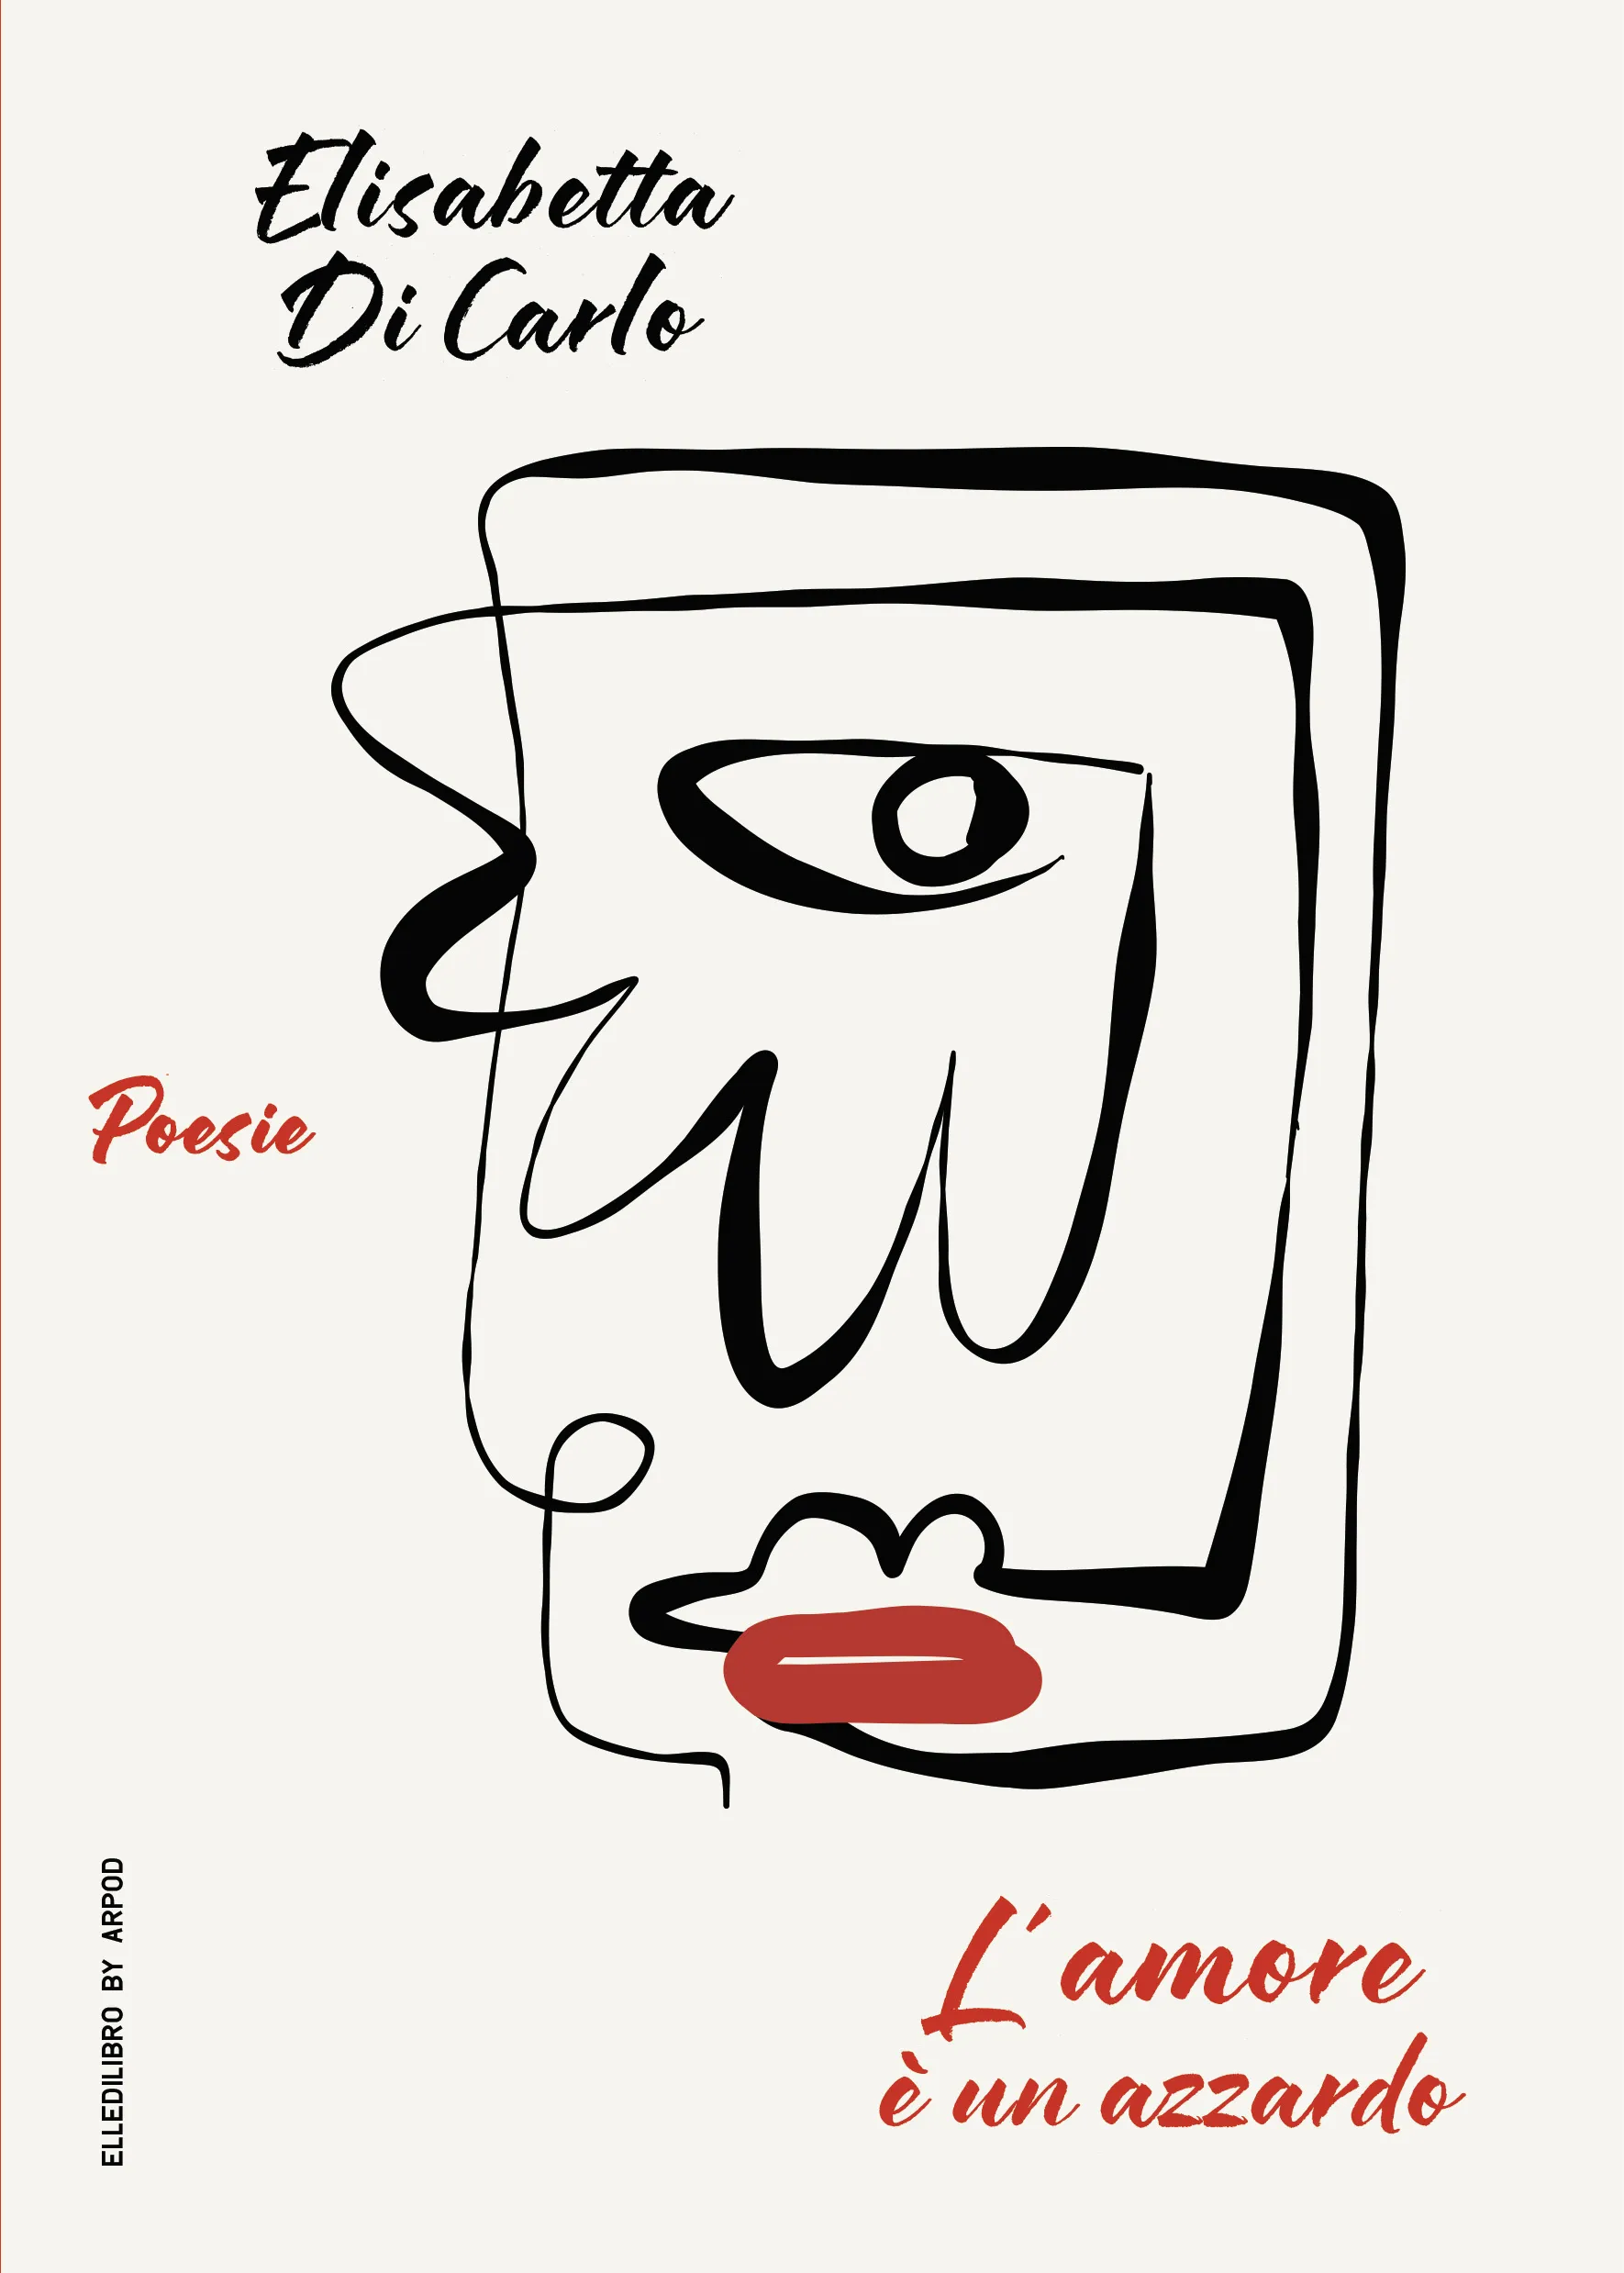 Elisabetta
Di Carlo
Poesie
ELLEDILIBRO BY ARPOD
L'amore
è un azzardo